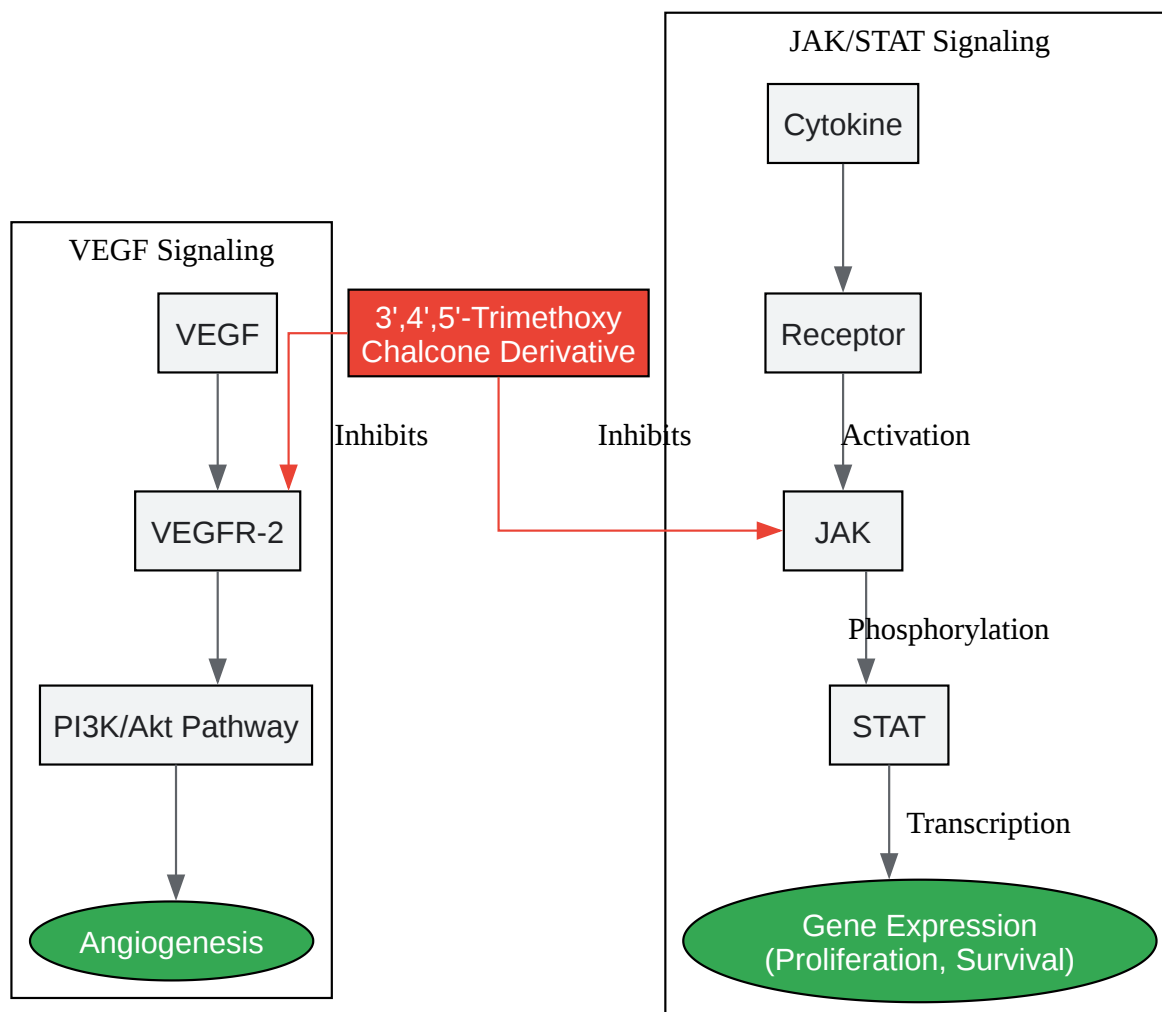 JAK/STAT Signaling
Cytokine
VEGF Signaling
VEGF
3',4',5'-Trimethoxy
Chalcone Derivative
Receptor
Inhibits
Inhibits
Activation
VEGFR-2
JAK
Phosphorylation
PI3K/Akt Pathway
STAT
Transcription
Angiogenesis
Gene Expression
(Proliferation, Survival)